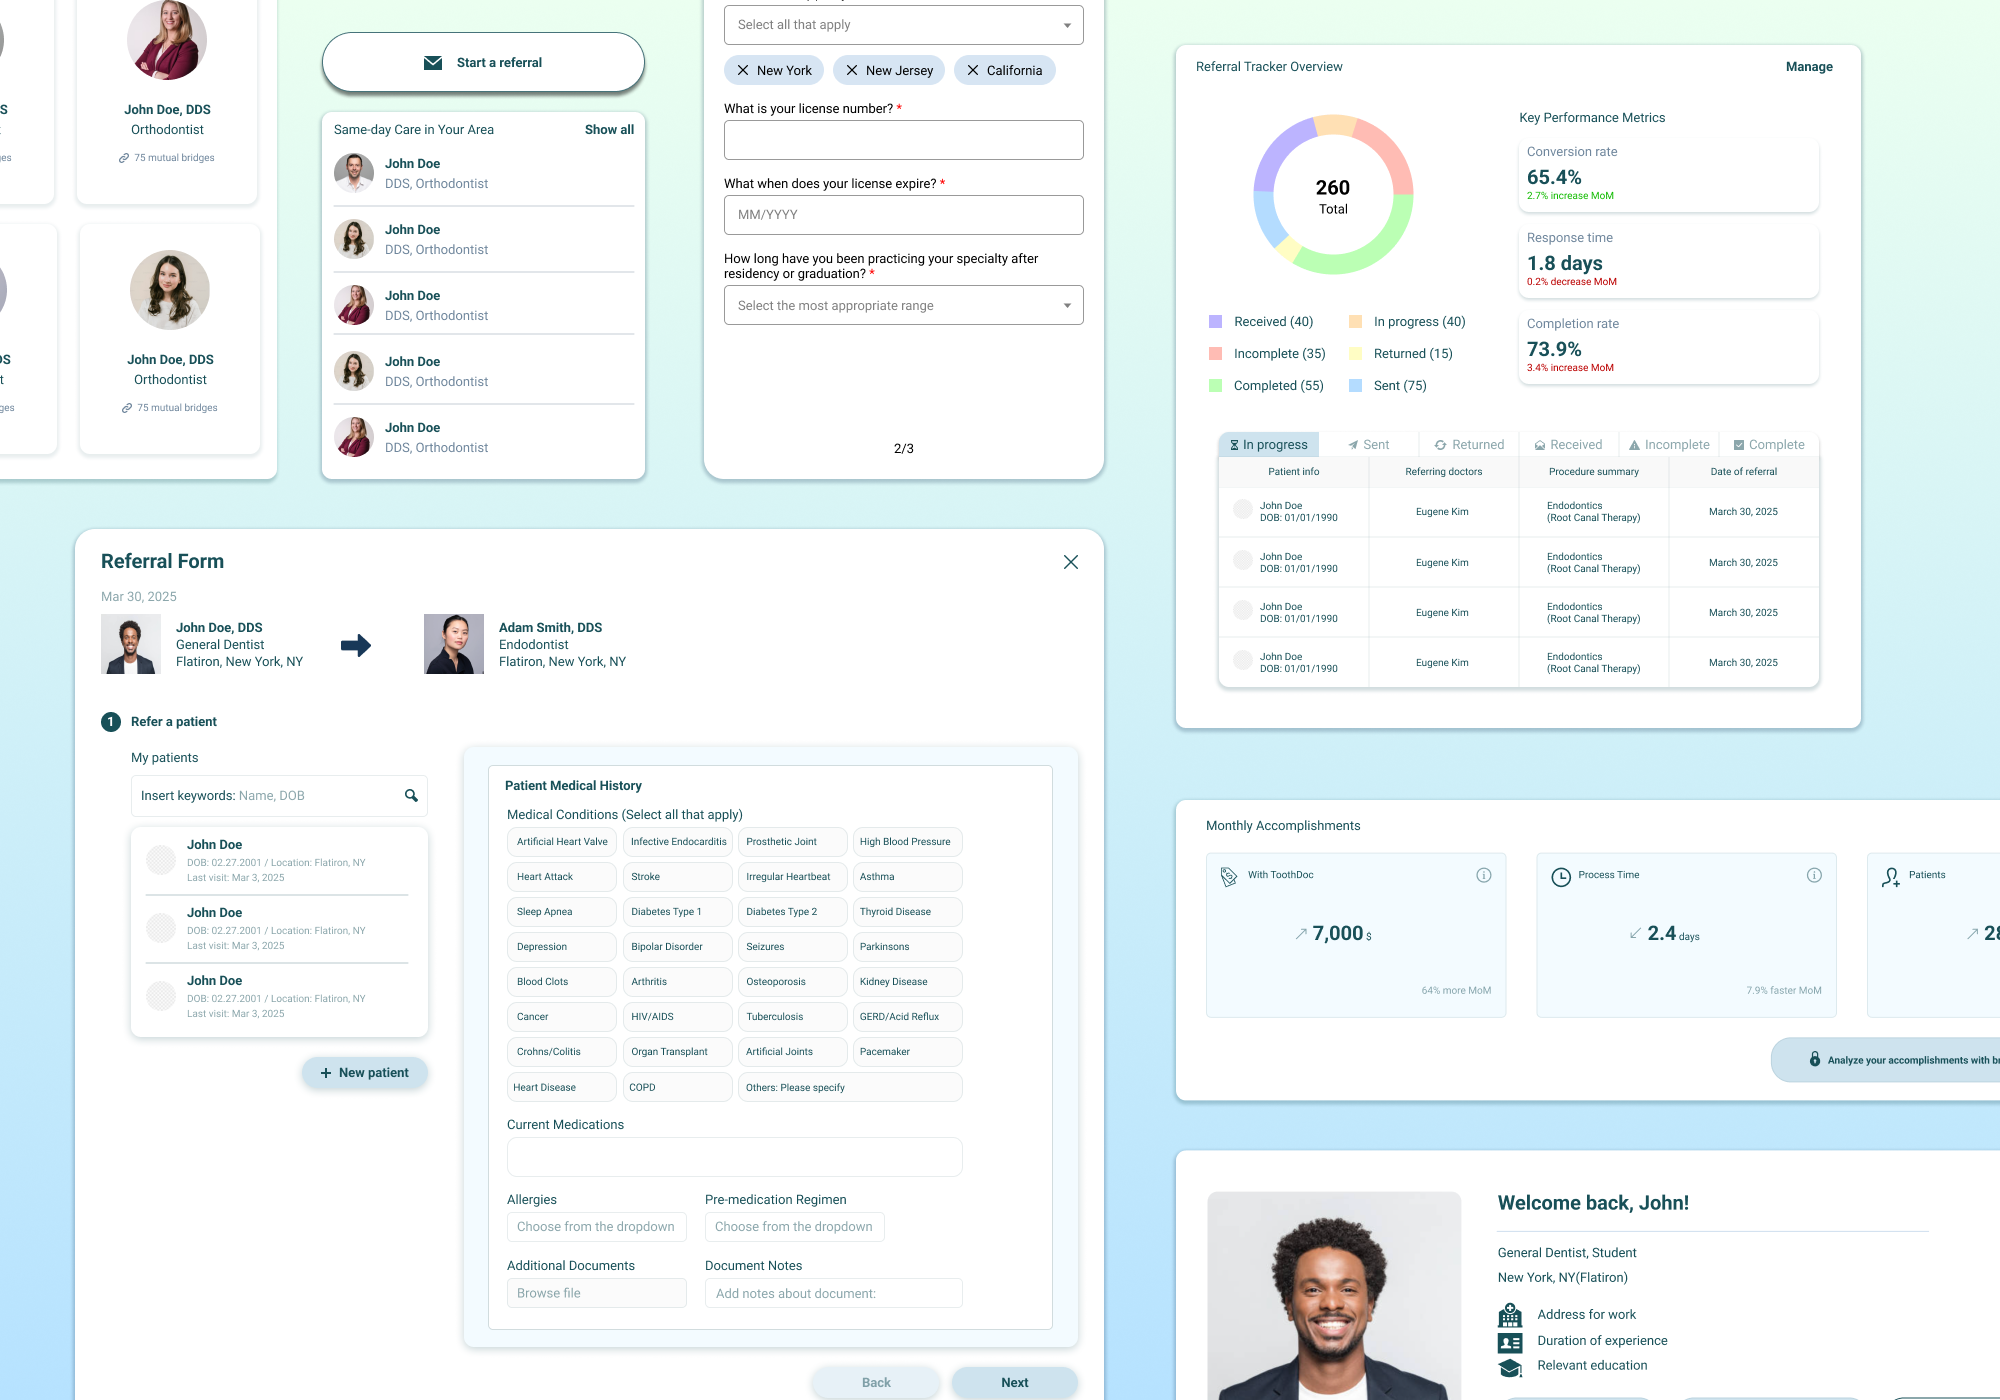 John Doe, DDS
Orthodontist
75 mutual bridges
John Doe, DDS
Orthodontist
75 mutual bridges
Start a referral
Same-day Care in Your Area
Show all
John Doe
DDS, Orthodontist
John Doe
DDS, Orthodontist
John Doe
DDS, Orthodontist
John Doe
DDS, Orthodontist
John Doe
DDS, Orthodontist
Select all that apply
New York
New Jersey
California
What is your license number? *
What when does your license expire? *
MM/YYYY
How long have you been practicing your specialty after
residency or graduation? *
Select the most appropriate range
2/3
Referral Tracker Overview
Manage
260
Total
Received (40)
In progress (40)
Incomplete (35)
Returned (15)
Completed (55)
Sent (75)
Key Performance Metrics
Conversion rate
65.4%
2.7% increase MoM
Response time
1.8 days
0.2% decrease MoM
Completion rate
73.9%
3.4% increase MoM
In progress
Sent
Returned
Received
Incomplete
Complete
Patient info
Referring doctors
Procedure summary
Date of referral
John Doe
DOB: 01/01/1990
Eugene Kim
Endodontics
(Root Canal Therapy)
March 30, 2025
John Doe
DOB: 01/01/1990
Eugene Kim
Endodontics
(Root Canal Therapy)
March 30, 2025
John Doe
DOB: 01/01/1990
Eugene Kim
Endodontics
(Root Canal Therapy)
March 30, 2025
John Doe
DOB: 01/01/1990
Eugene Kim
Endodontics
(Root Canal Therapy)
March 30, 2025
Referral Form
Mar 30, 2025
John Doe, DDS
General Dentist
Flatiron, New York, NY
Adam Smith, DDS
Endodontist
Flatiron, New York, NY
1 Refer a patient
My patients
Insert keywords: Name, DOB
John Doe
DOB: 02.27.2001 / Location: Flatiron, NY
Last visit: Mar 3, 2025
John Doe
DOB: 02.27.2001 / Location: Flatiron, NY
Last visit: Mar 3, 2025
John Doe
DOB: 02.27.2001 / Location: Flatiron, NY
Last visit: Mar 3, 2025
+ New patient
Patient Medical History
Medical Conditions (Select all that apply)
Artificial Heart Valve
Infective Endocarditis
Prosthetic Joint
High Blood Pressure
Heart Attack
Stroke
Irregular Heartbeat
Asthma
Sleep Apnea
Diabetes Type 1
Diabetes Type 2
Thyroid Disease
Depression
Bipolar Disorder
Seizures
Parkinsons
Blood Clots
Arthritis
Osteoporosis
Kidney Disease
Cancer
HIV/AIDS
Tuberculosis
GERD/Acid Reflux
Crohns/Colitis
Organ Transplant
Artificial Joints
Pacemaker
Heart Disease
COPD
Others: Please specify
Current Medications
Allergies
Pre-medication Regimen
Choose from the dropdown
Choose from the dropdown
Additional Documents
Document Notes
Browse file
Add notes about document:
Back
Next
Monthly Accomplishments
With ToothDoc
7,000 $
64% more MoM
Process Time
2.4 days
7.9% faster MoM
Patients
28
Analyze your accomplishments with
Welcome back, John!
General Dentist, Student
New York, NY(Flatiron)
Address for work
Duration of experience
Relevant education